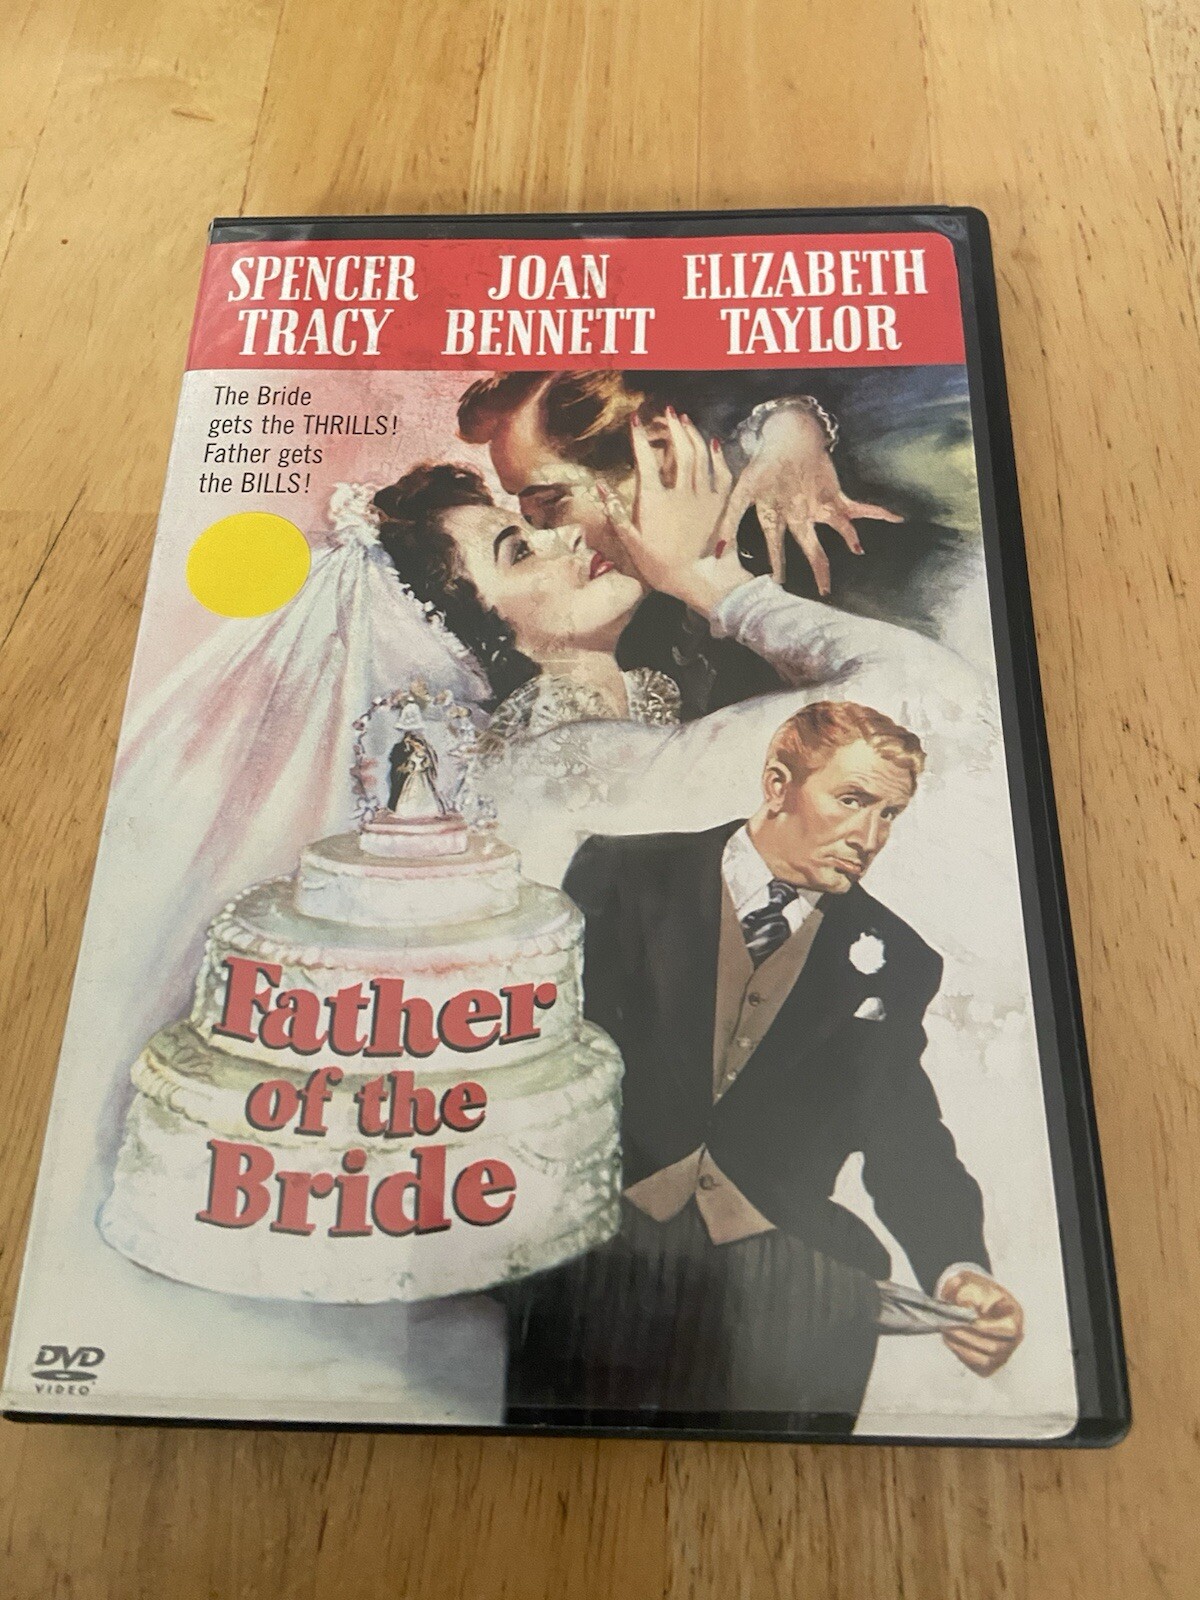 SPENCER TRACY
JOAN BENNETT
ELIZABETH TAYLOR
The Bride
gets the THRILLS!
Father gets
the BILLS!
Father
of the
Bride
DVD
VIDEO